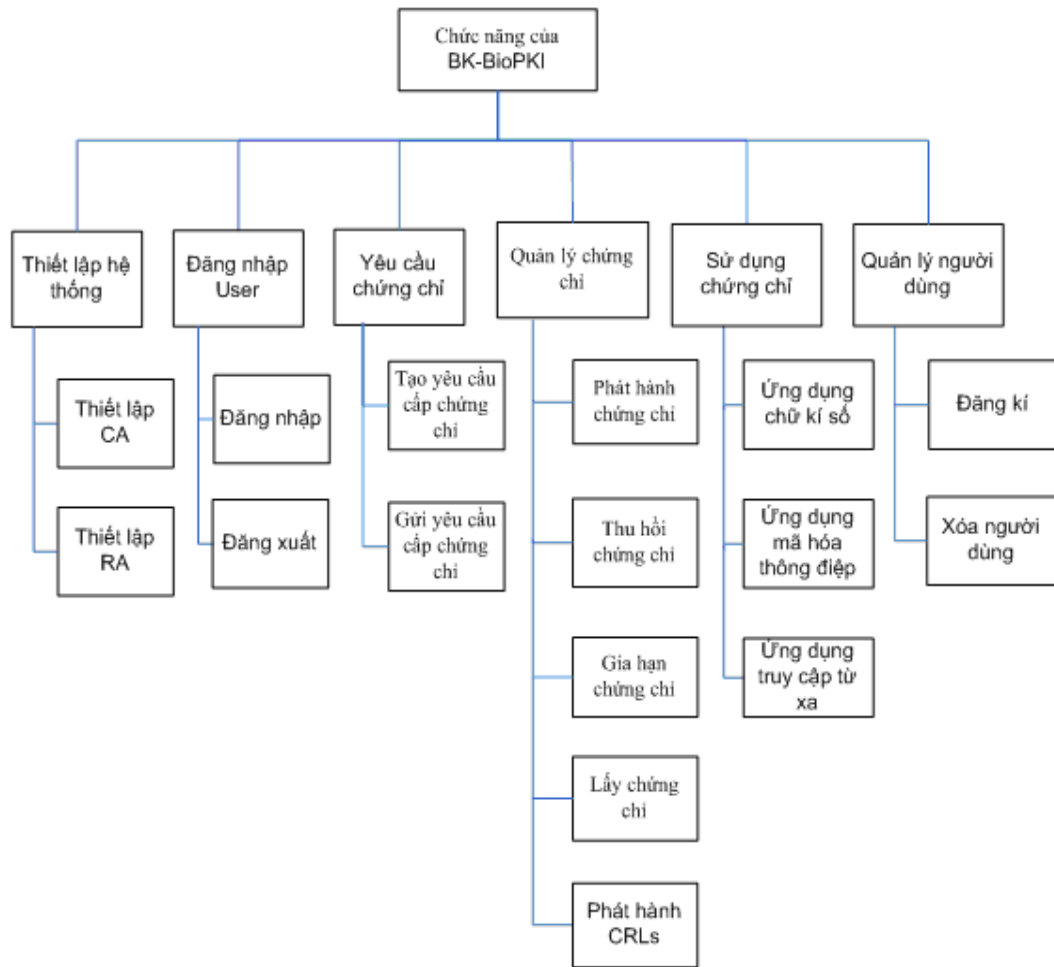 Chức năng của
BK-BioPKI
Thiết lập hệ
thống
Đăng nhập
User
Yêu cầu
chứng chỉ
Quản lý chứng
chỉ
Sử dụng
chứng chỉ
Quản lý người
dùng
Thiết lập
CA
Thiết lập
RA
Đăng nhập
Đăng xuất
Tạo yêu cầu
cấp chứng
chỉ
Gửi yêu cầu
cấp chứng
chỉ
Phát hành
chứng chỉ
Thu hồi
chứng chỉ
Gia hạn
chứng chỉ
Lấy chứng
chỉ
Phát hành
CRLs
Ứng dụng
chữ kí số
Ứng dụng
mã hóa
thông điệp
Ứng dụng
truy cập từ
xa
Đăng kí
Xóa người
dùng